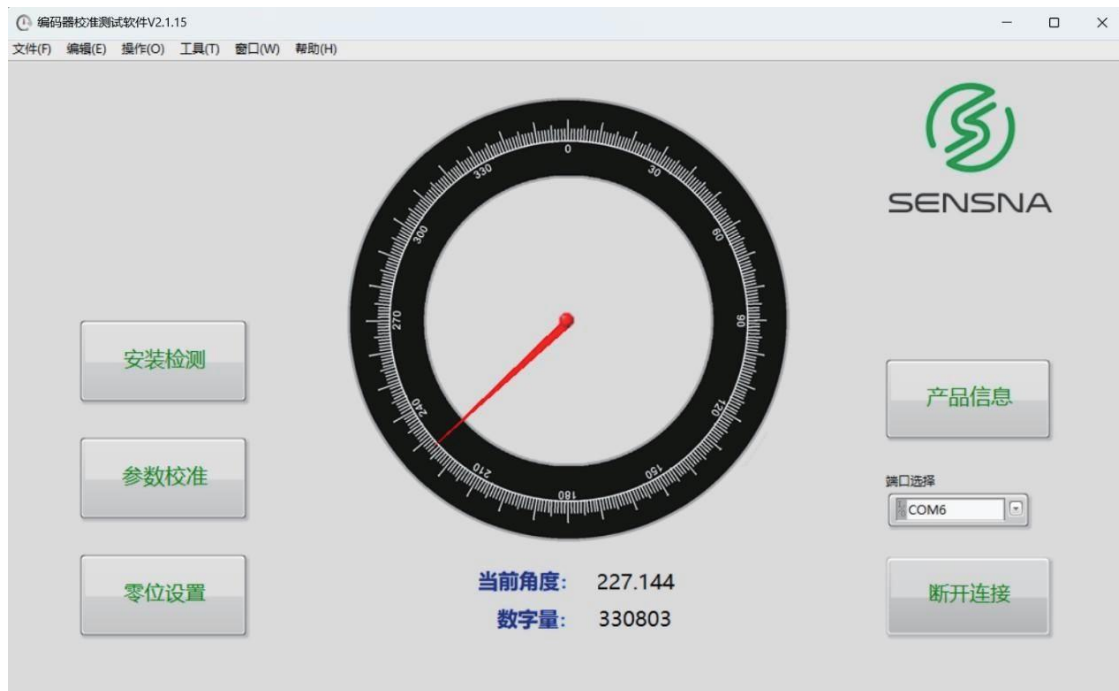 编码器校准测试软件V2.1.15
文件(F) 编辑(E) 操作(O) 工具(T) 窗口(W) 帮助(H)
SENSNA
0
30
60
90
120
150
180
210
240
270
300
330
安装检测
参数校准
零位设置
产品信息
端口选择
COM6
断开连接
当前角度: 227.144
数字量: 330803